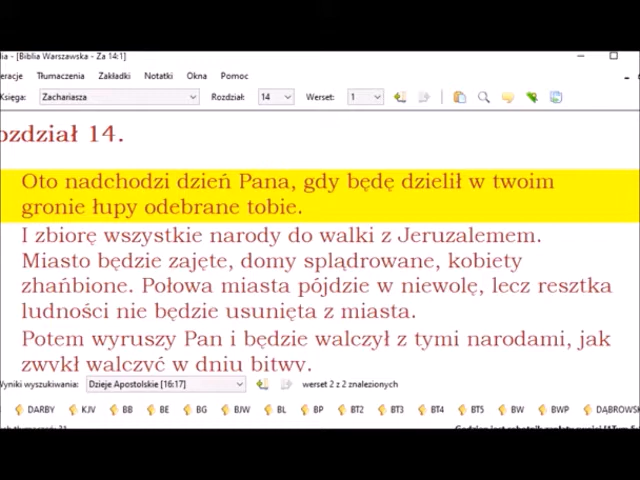 ia - [Biblia Warszawska - Za 14:1]
eracje Tłumaczenia Zakładki Notatki Okna Pomoc
Księga: Zachariasza Rozdział: 14 Werset: 1
ozdział 14.
Oto nadchodzi dzień Pana, gdy będę dzielił w twoim
gronie łupy odebrane tobie.
I zbiorę wszystkie narody do walki z Jeruzalemem.
Miasto będzie zajęte, domy splądrowane, kobiety
zhańbione. Połowa miasta pójdzie w niewolę, lecz resztka
ludności nie będzie usunięta z miasta.
Potem wyruszy Pan i będzie walczył z tymi narodami, jak
zwykł walczyć w dniu bitwy.
Wyniki wyszukiwania: Dzieje Apostolskie [16:17] werset 2 z 2 znalezionych
DARBY KJV BB BE BG BJW BL BP BT2 BT3 BT4 BT5 BW BWP DĄBROWSK